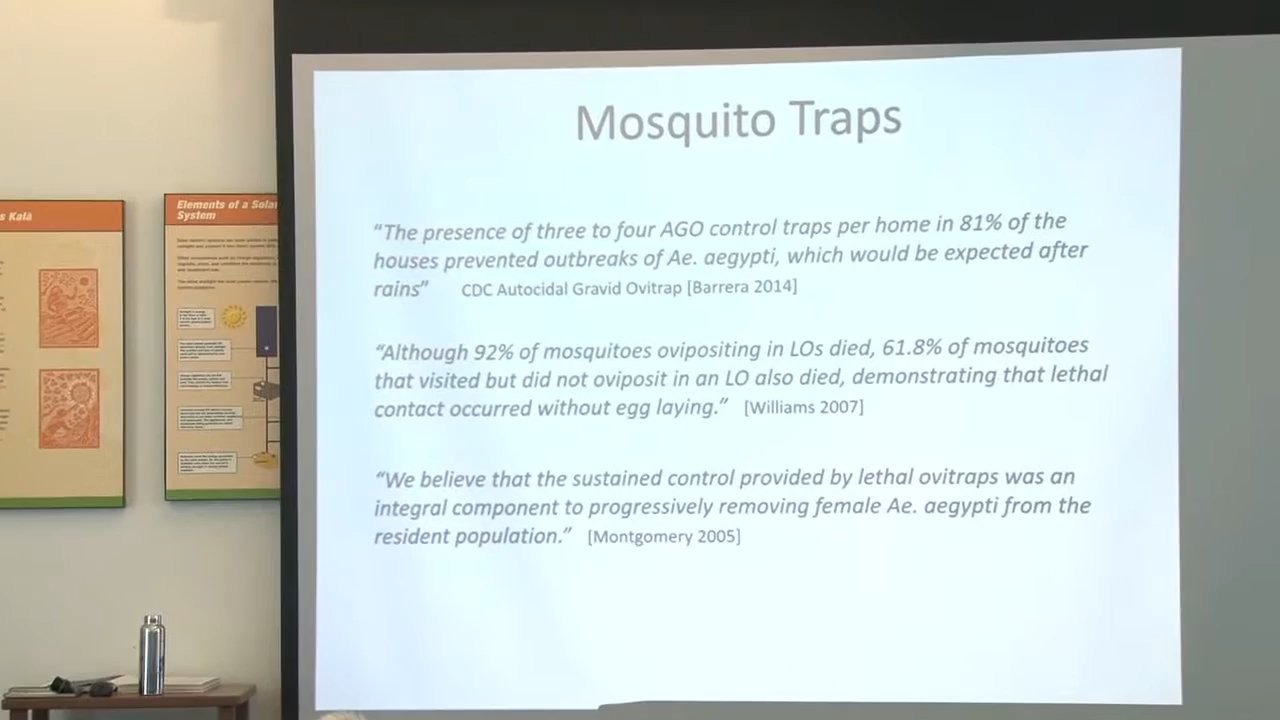 Mosquito Traps
“The presence of three to four AGO control traps per home in 81% of the
houses prevented outbreaks of Ae. aegypti, which would be expected after
rains” CDC Autocidal Gravid Ovitrap [Barrera 2014]
“Although 92% of mosquitoes ovipositing in LOs died, 61.8% of mosquitoes
that visited but did not oviposit in an LO also died, demonstrating that lethal
contact occurred without egg laying.” [Williams 2007]
“We believe that the sustained control provided by lethal ovitraps was an
integral component to progressively removing female Ae. aegypti from the
resident population.” [Montgomery 2005]
s Kalā
Elements of a Solar
System